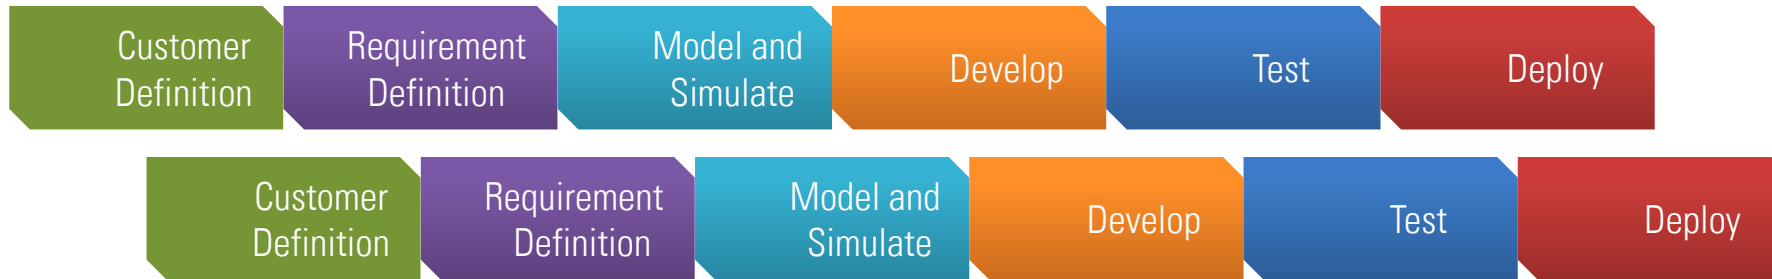 Customer
Definition
Requirement
Definition
Model and
Simulate
Develop
Test
Deploy
Customer
Definition
Requirement
Definition
Model and
Simulate
Develop
Test
Deploy